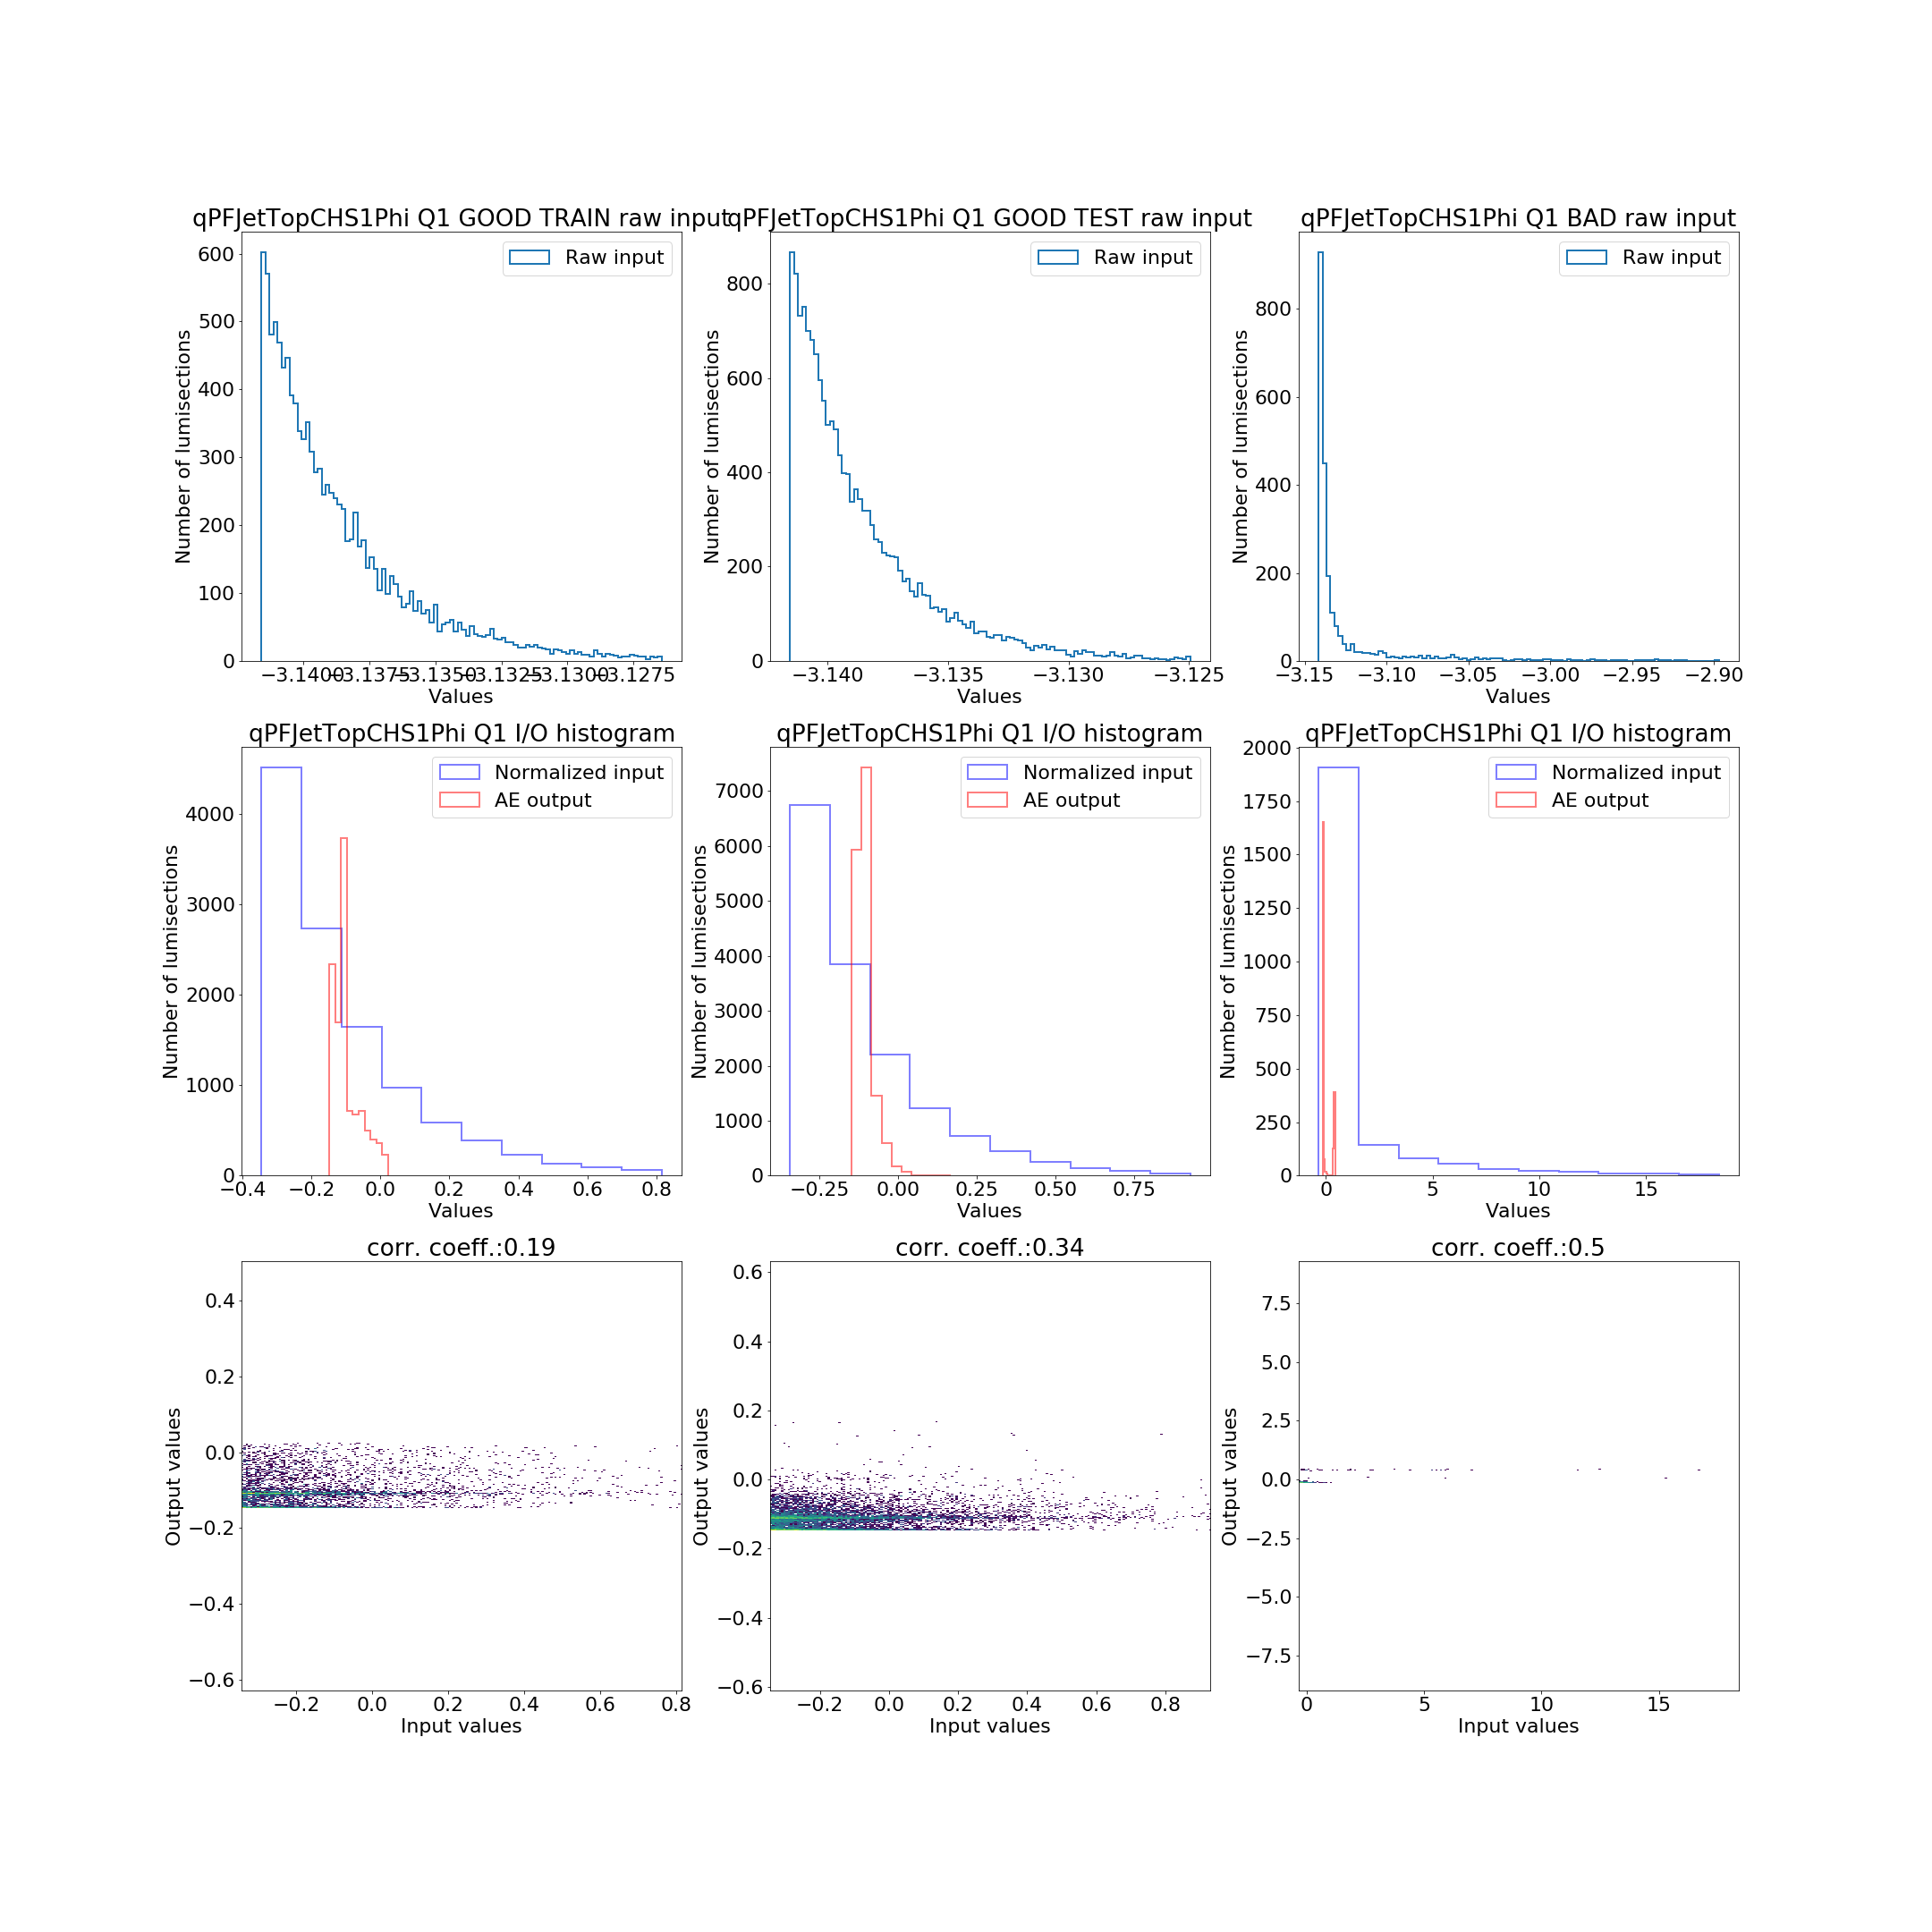 qPFJetTopCHS1Phi Q1 GOOD TRAIN raw input
Raw input
Number of lumisections
600
500
400
300
200
100
0
−3.1400 −3.1375 −3.1350 −3.1325 −3.1300 −3.1275
Values
qPFJetTopCHS1Phi Q1 GOOD TEST raw input
Raw input
Number of lumisections
800
600
400
200
0
−3.140 −3.135 −3.130 −3.125
Values
qPFJetTopCHS1Phi Q1 BAD raw input
Raw input
Number of lumisections
800
600
400
200
0
−3.15 −3.10 −3.05 −3.00 −2.95 −2.90
Values
qPFJetTopCHS1Phi Q1 I/O histogram
Normalized input
AE output
Number of lumisections
4000
3000
2000
1000
0
−0.4 −0.2 0.0 0.2 0.4 0.6 0.8
Values
qPFJetTopCHS1Phi Q1 I/O histogram
Normalized input
AE output
Number of lumisections
7000
6000
5000
4000
3000
2000
1000
0
−0.25 0.00 0.25 0.50 0.75
Values
qPFJetTopCHS1Phi Q1 I/O histogram
Normalized input
AE output
Number of lumisections
2000
1750
1500
1250
1000
750
500
250
0
0 5 10 15
Values
corr. coeff.:0.19
Output values
0.4
0.2
0.0
−0.2
−0.4
−0.6
−0.2 0.0 0.2 0.4 0.6 0.8
Input values
corr. coeff.:0.34
Output values
0.6
0.4
0.2
0.0
−0.2
−0.4
−0.6
−0.2 0.0 0.2 0.4 0.6 0.8
Input values
corr. coeff.:0.5
Output values
7.5
5.0
2.5
0.0
−2.5
−5.0
−7.5
0 5 10 15
Input values